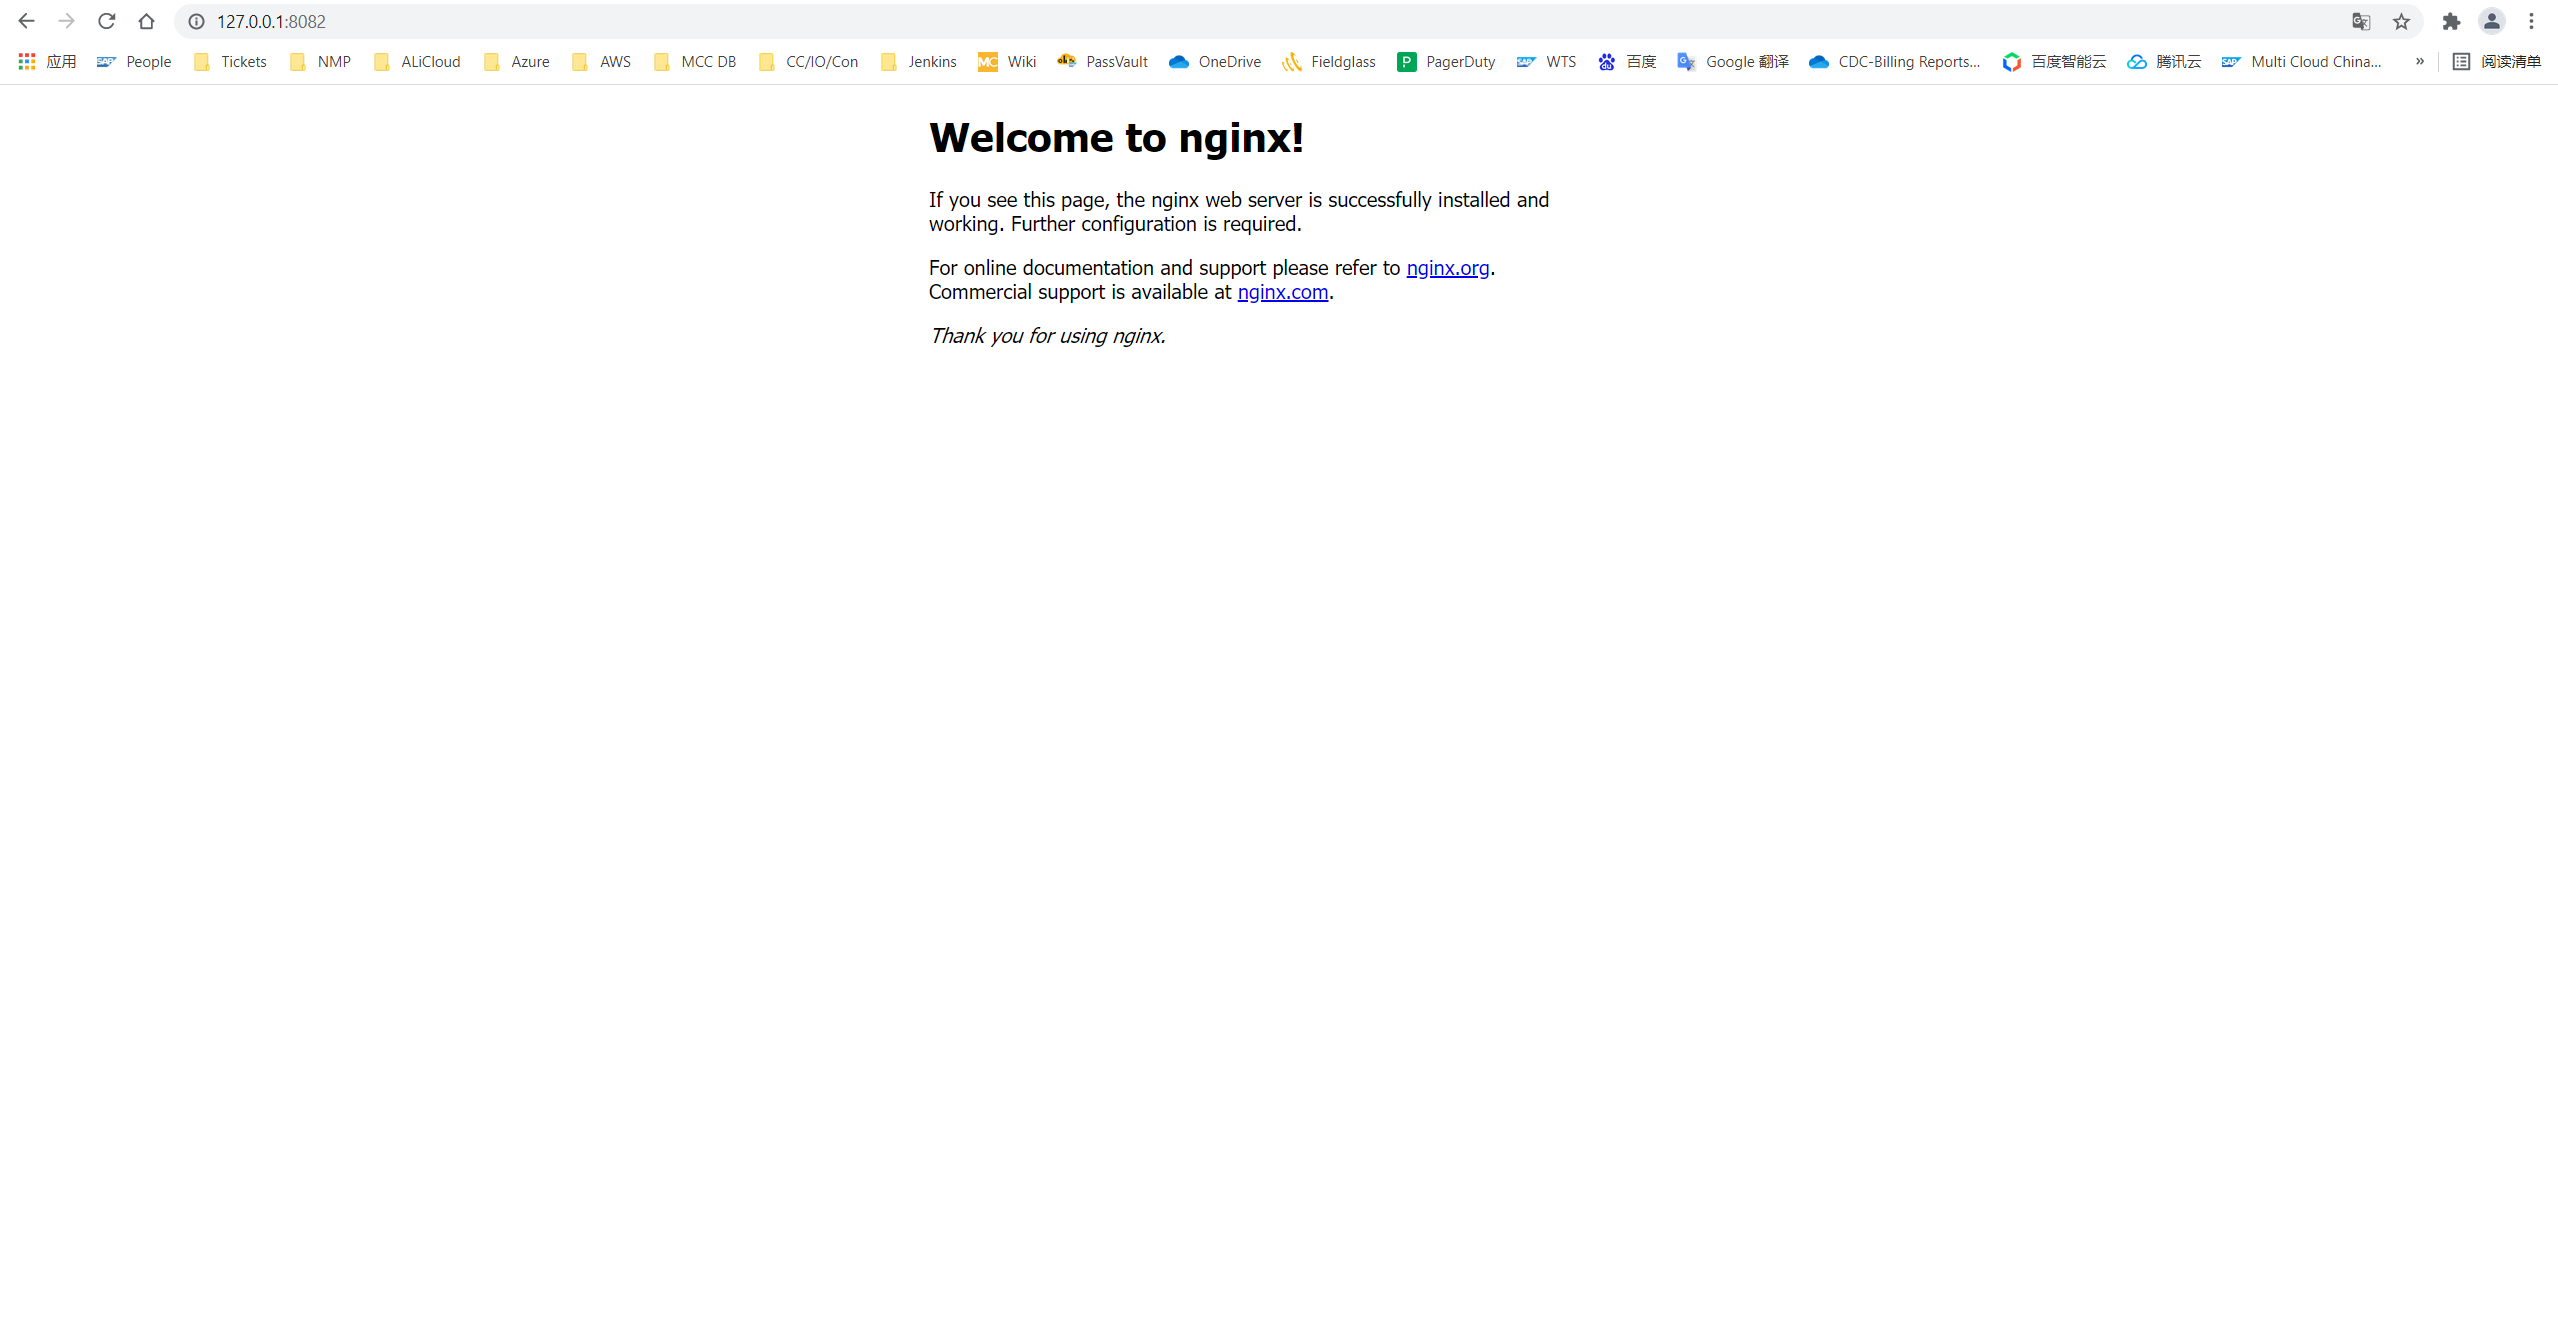 127.0.0.1:8082
应用 People Tickets NMP ALiCloud Azure AWS MCC DB CC/IO/Con Jenkins MC Wiki PassVault OneDrive Fieldglass P PagerDuty SAP WTS du 百度 G Google 翻译 CDC-Billing Reports... 百度智能云 腾讯云 SAP Multi Cloud China... » 阅读清单
Welcome to nginx!
If you see this page, the nginx web server is successfully installed and
working. Further configuration is required.
For online documentation and support please refer to nginx.org.
Commercial support is available at nginx.com.
Thank you for using nginx.